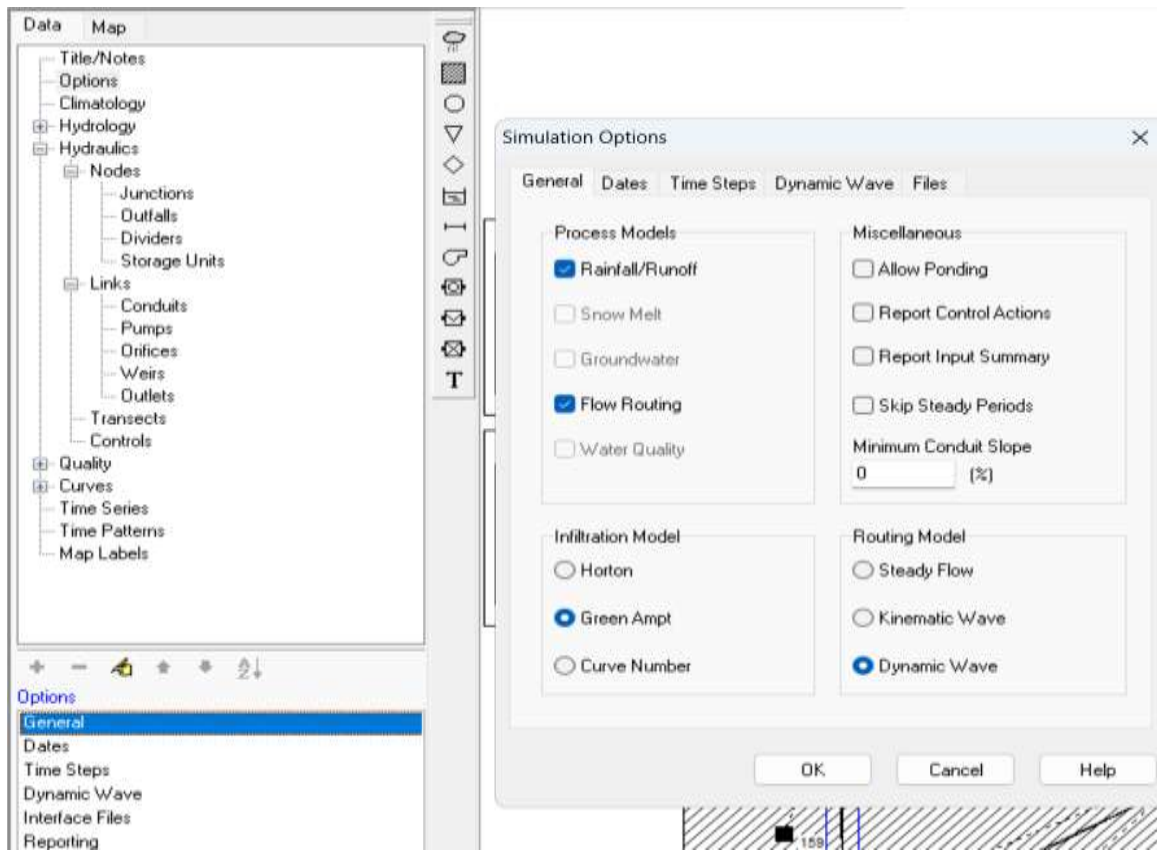 Data Map
Title/Notes
Options
Climatology
Hydrology
Hydraulics
Nodes
Junctions
Outfalls
Dividers
Storage Units
Links
Conduits
Pumps
Orifices
Weirs
Outlets
Transects
Controls
Quality
Curves
Time Series
Time Patterns
Map Labels
Options
General
Dates
Time Steps
Dynamic Wave
Interface Files
Reporting
T
Simulation Options
General Dates Time Steps Dynamic Wave Files
Process Models
Rainfall/Runoff
Snow Melt
Groundwater
Flow Routing
Water Quality
Miscellaneous
Allow Ponding
Report Control Actions
Report Input Summary
Skip Steady Periods
Minimum Conduit Slope
0 (%)
Infiltration Model
Horton
Green Ampt
Curve Number
Routing Model
Steady Flow
Kinematic Wave
Dynamic Wave
OK Cancel Help
159